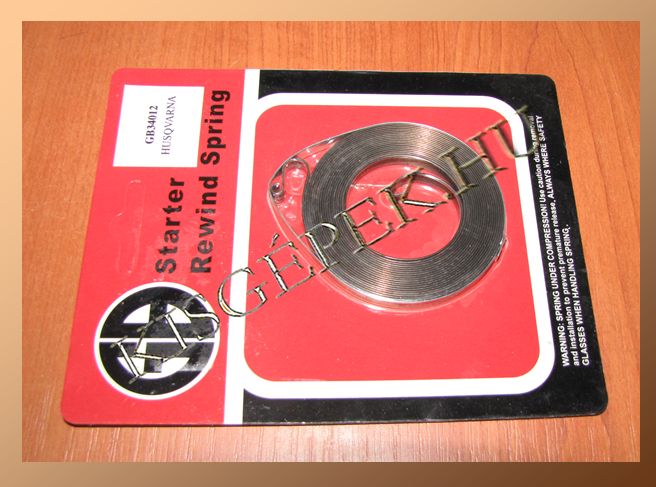 GB34012
HUSQVARNA
Starter
Rewind Spring
KISGÉPEK.HU
WARNING: SPRING UNDER COMPRESSION! Use caution during removal
and installation to prevent premature release, ALWAYS WHERE SAFETY
GLASSES WHEN HANDLING SPRING.